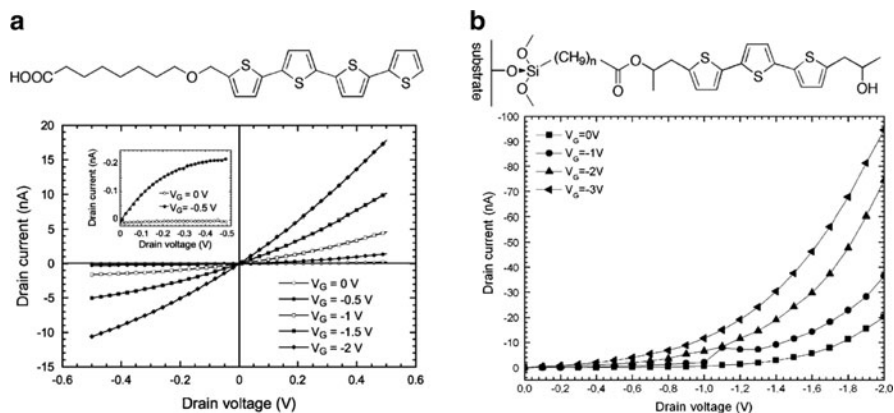 a
HOOC
O
S
S
S
S
20
15
10
5
0
-5
-10
-15
-0.6
-0.4
-0.2
0
0.2
0.4
0.6
Drain current (nA)
Drain voltage (V)
-0.2
-0.1
0
0
-0.1
-0.2
-0.3
-0.4
-0.5
Drain current (nA)
Drain voltage (V)
V_G = 0 V
V_G= -0.5 V
V_G = 0 V
V_G = -0.5 V
V_G = -1 V
V_G = -1.5 V
V_G = -2 V
b
substrate
O
O
Si
O
(CH9)n
O
O
S
S
S
OH
-100
-90
-80
-70
-60
-50
-40
-30
-20
-10
0
0.0
-0.2
-0.4
-0.6
-0.8
-1.0
-1.2
-1.4
-1.6
-1.8
-2.0
Drain current (nA)
Drain voltage (V)
V_G=0V
V_G=-1V
V_G=-2V
V_G=-3V